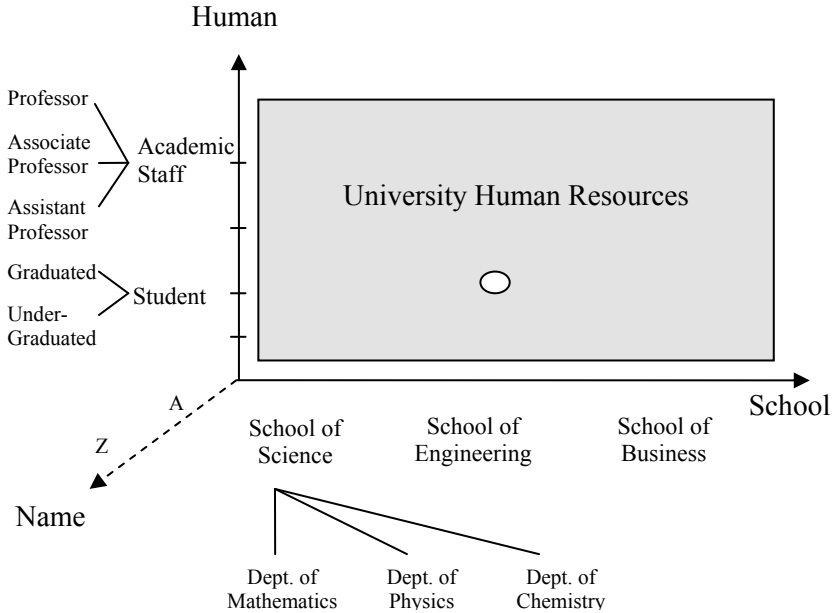 Human
Professor
Associate
Professor
Academic
Staff
Assistant
Professor
University Human Resources
Graduated
Student
Under-
Graduated
A
Z
Name
School
School of
Science
School of
Engineering
School of
Business
Dept. of
Mathematics
Dept. of
Physics
Dept. of
Chemistry